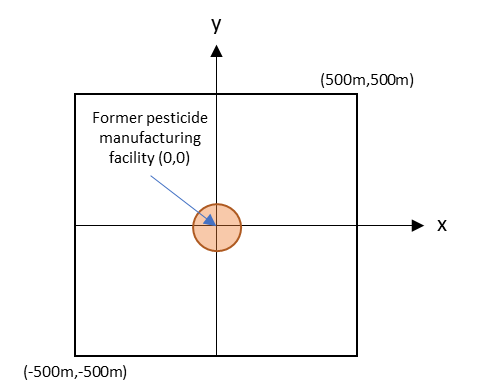 y
(500m,500m)
Former pesticide
manufacturing
facility (0,0)
x
(-500m,-500m)